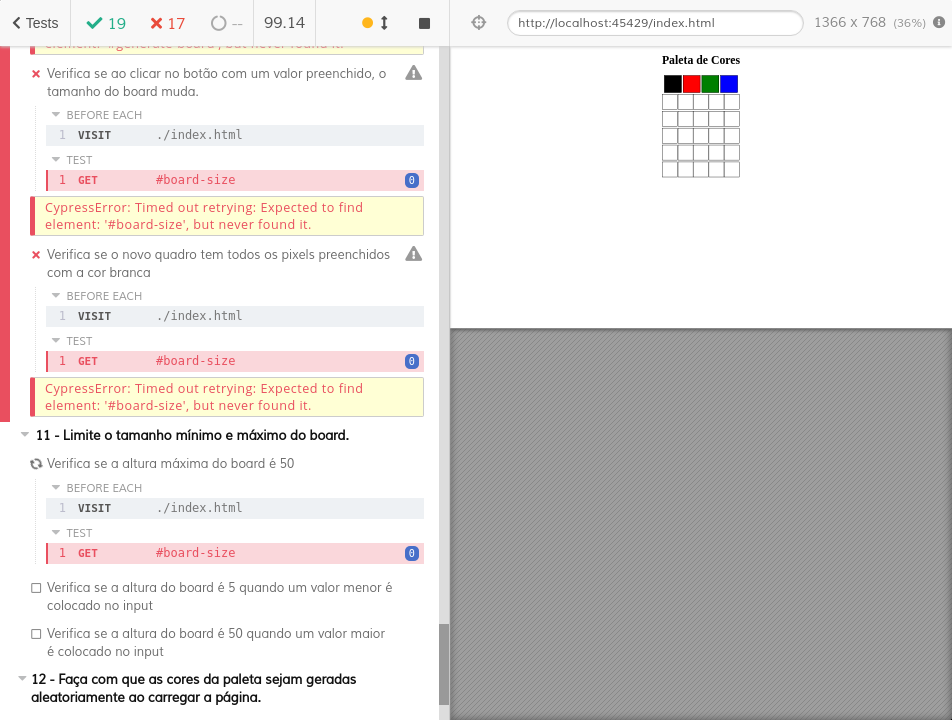 Tests
19
17
--
99.14
http://localhost:45429/index.html
1366 x 768 (36%)
element: '#generate-board', but never found it.
Verifica se ao clicar no botão com um valor preenchido, o
tamanho do board muda.
BEFORE EACH
1 VISIT ./index.html
TEST
1 GET #board-size 0
CypressError: Timed out retrying: Expected to find
element: '#board-size', but never found it.
Verifica se o novo quadro tem todos os pixels preenchidos
com a cor branca
BEFORE EACH
1 VISIT ./index.html
TEST
1 GET #board-size 0
CypressError: Timed out retrying: Expected to find
element: '#board-size', but never found it.
11 - Limite o tamanho mínimo e máximo do board.
Verifica se a altura máxima do board é 50
BEFORE EACH
1 VISIT ./index.html
TEST
1 GET #board-size 0
Verifica se a altura do board é 5 quando um valor menor é
colocado no input
Verifica se a altura do board é 50 quando um valor maior
é colocado no input
12 - Faça com que as cores da paleta sejam geradas
aleatoriamente ao carregar a página.
Paleta de Cores